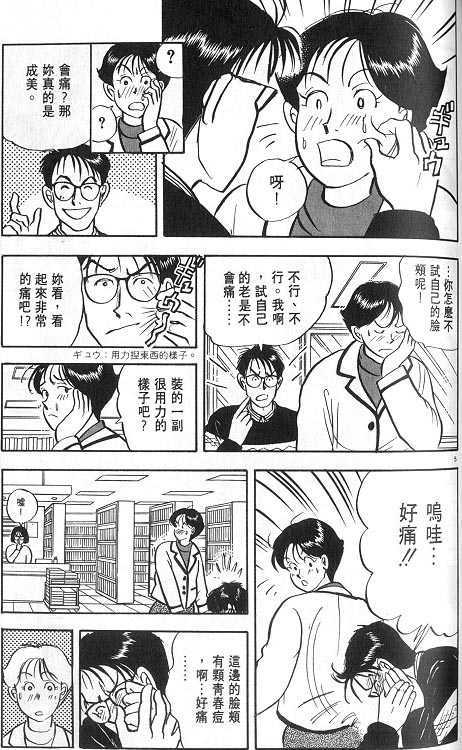 ギュウ
呀！
？
？
會痛？那
妳真的是
成美。
…你怎麼不
試自己的臉
頰呢！
不行、不
行。我啊
，試自己
的老是不
會痛……
ギュウ
妳看，看
起來非常
的痛吧!?
ギュウ：用力捏東西的樣子。
裝的一副
很用力的
樣子吧？
5
嗚哇…
好痛!!
噓！
這邊的臉頰
有顆青春痘
，啊…好痛